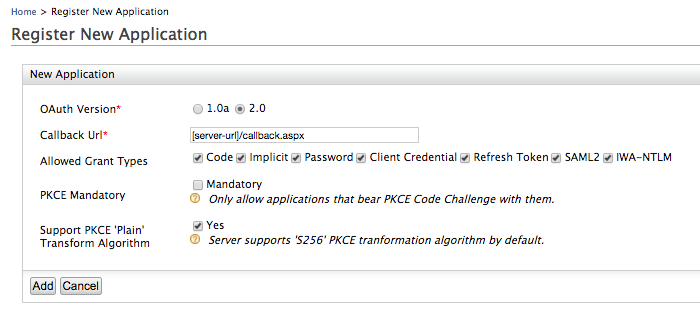 Home > Register New Application
Register New Application
New Application
OAuth Version* 1.0a 2.0
Callback Url* [server-url]/callback.aspx
Allowed Grant Types Code Implicit Password Client Credential Refresh Token SAML2 IWA-NTLM
PKCE Mandatory Mandatory
Only allow applications that bear PKCE Code Challenge with them.
Support PKCE 'Plain' Yes
Transform Algorithm Server supports 'S256' PKCE tranformation algorithm by default.
Add Cancel